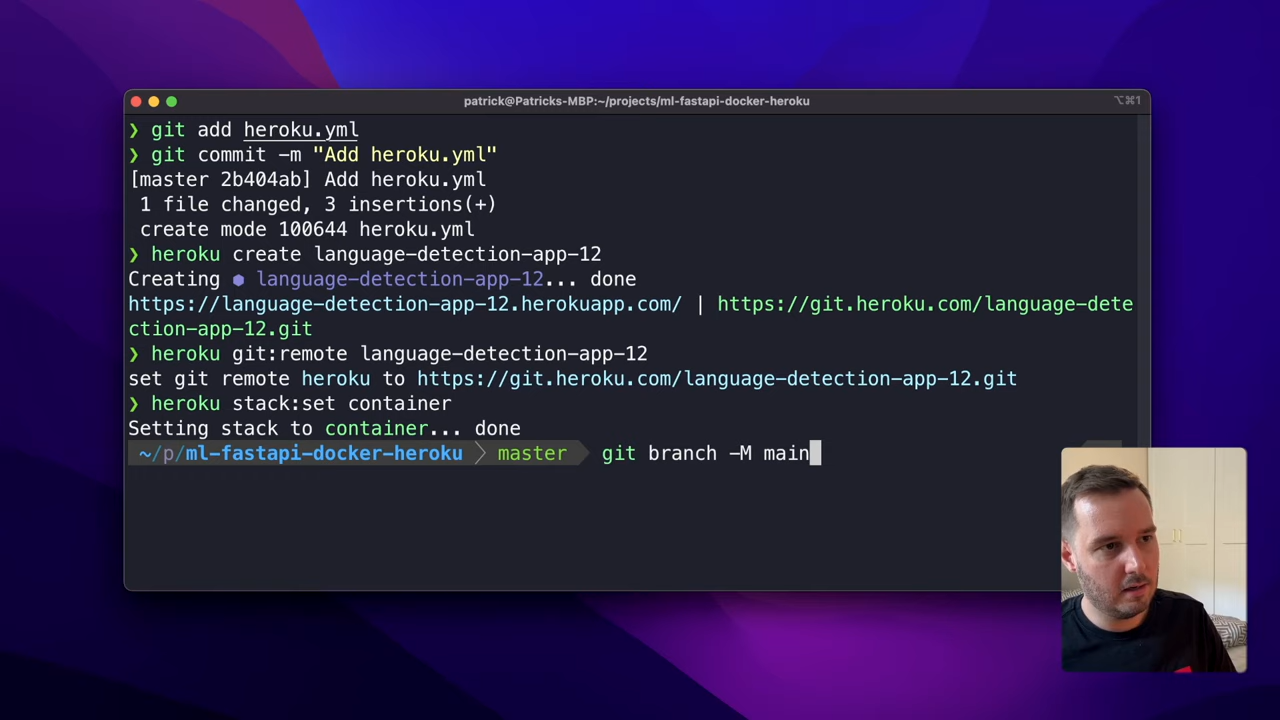 patrick@Patricks-MBP:~/projects/ml-fastapi-docker-heroku
⌥⌘1
❯ git add heroku.yml
❯ git commit -m "Add heroku.yml"
[master 2b404ab] Add heroku.yml
1 file changed, 3 insertions(+)
create mode 100644 heroku.yml
❯ heroku create language-detection-app-12
Creating ⬢ language-detection-app-12... done
https://language-detection-app-12.herokuapp.com/ | https://git.heroku.com/language-dete
ction-app-12.git
❯ heroku git:remote language-detection-app-12
set git remote heroku to https://git.heroku.com/language-detection-app-12.git
❯ heroku stack:set container
Setting stack to container... done
~/p/ml-fastapi-docker-heroku master git branch -M main